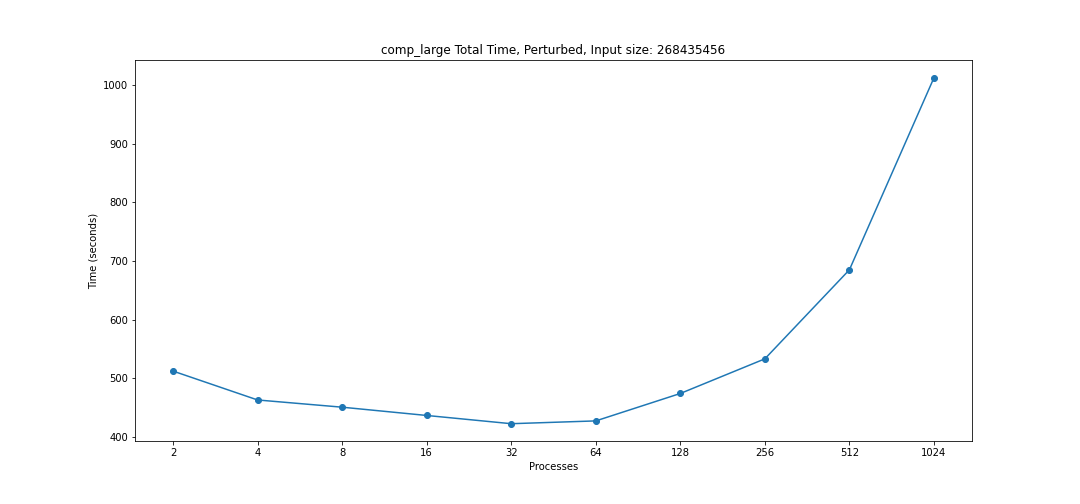 comp_large Total Time, Perturbed, Input size: 268435456
1000
900
800
700
600
500
400
Time (seconds)
2 4 8 16 32 64 128 256 512 1024
Processes